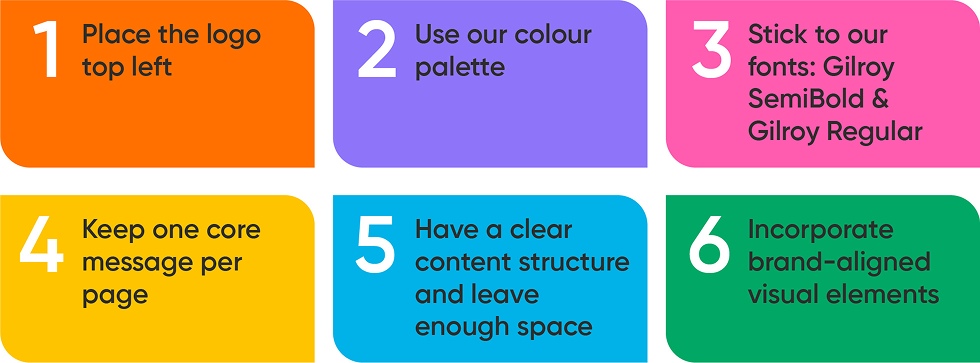 1
Place the logo
top left
2
Use our colour
palette
3
Stick to our
fonts: Gilroy
SemiBold &
Gilroy Regular
4
Keep one core
message per
page
5
Have a clear
content structure
and leave
enough space
6
Incorporate
brand-aligned
visual elements